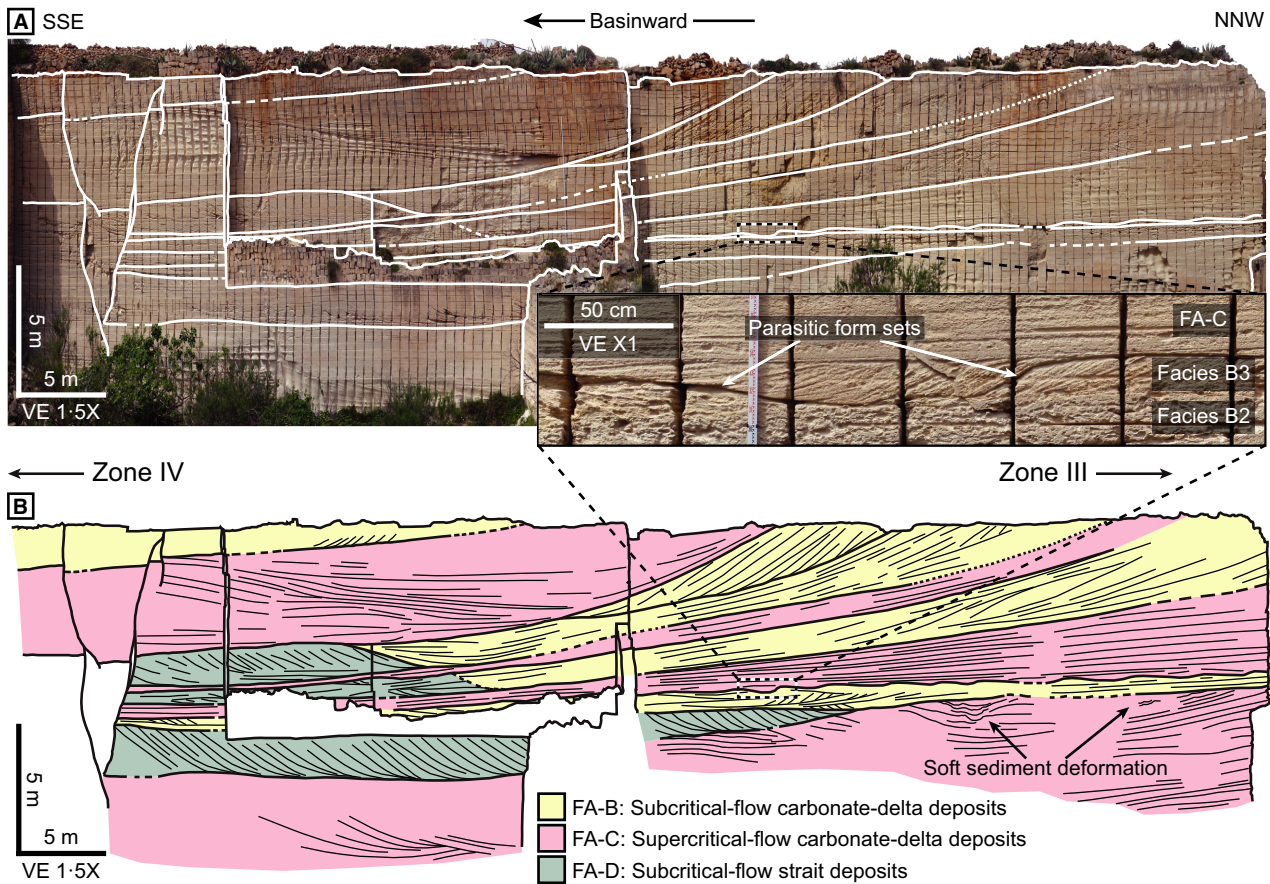 A SSE
Basinward
NNW
5 m
5 m
VE 1·5X
50 cm
VE X1
Parasitic form sets
FA-C
Facies B3
Facies B2
Zone IV
Zone III
B
Soft sediment deformation
5 m
5 m
VE 1·5X
FA-B: Subcritical-flow carbonate-delta deposits
FA-C: Supercritical-flow carbonate-delta deposits
FA-D: Subcritical-flow strait deposits